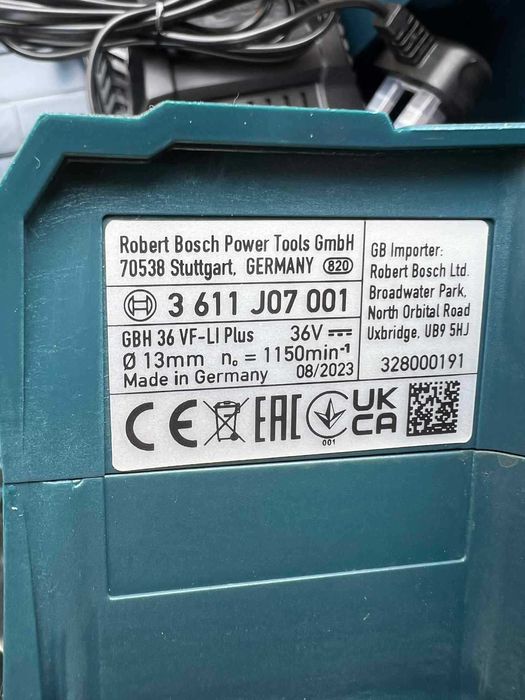 Robert Bosch Power Tools GmbH
70538 Stuttgart, GERMANY 820
3 611 J07 001
GBH 36 VF-LI Plus 36V
Ø 13mm n₀ = 1150min⁻¹
Made in Germany 08/2023
GB Importer:
Robert Bosch Ltd.
Broadwater Park,
North Orbital Road
Uxbridge, UB9 5HJ
328000191
CE EAC 001 UK
CA